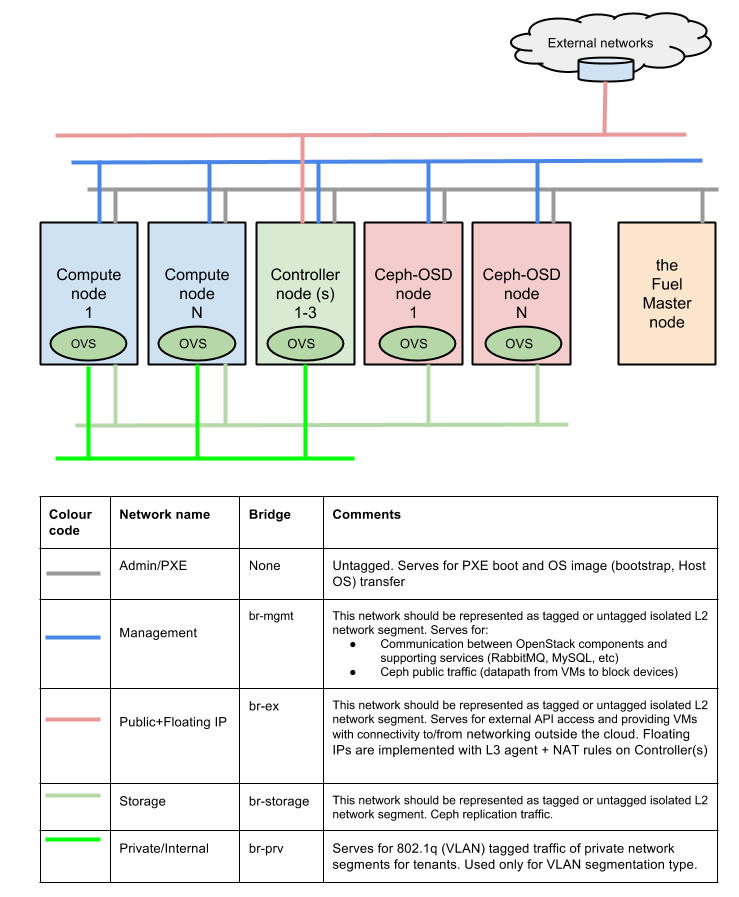 External networks
Compute
node
1
OVS
Compute
node
N
OVS
Controller
node (s)
1-3
OVS
Ceph-OSD
node
1
OVS
Ceph-OSD
node
N
OVS
the
Fuel
Master
node
Colour
code
Network name
Bridge
Comments
Admin/PXE
None
Untagged. Serves for PXE boot and OS image (bootstrap, Host
OS) transfer
Management
br-mgmt
This network should be represented as tagged or untagged isolated L2
network segment. Serves for:
● Communication between OpenStack components and
supporting services (RabbitMQ, MySQL, etc)
● Ceph public traffic (datapath from VMs to block devices)
Public+Floating IP
br-ex
This network should be represented as tagged or untagged isolated L2
network segment. Serves for external API access and providing VMs
with connectivity to/from networking outside the cloud. Floating
IPs are implemented with L3 agent + NAT rules on Controller(s)
Storage
br-storage
This network should be represented as tagged or untagged isolated L2
network segment. Ceph replication traffic.
Private/Internal
br-prv
Serves for 802.1q (VLAN) tagged traffic of private network
segments for tenants. Used only for VLAN segmentation type.